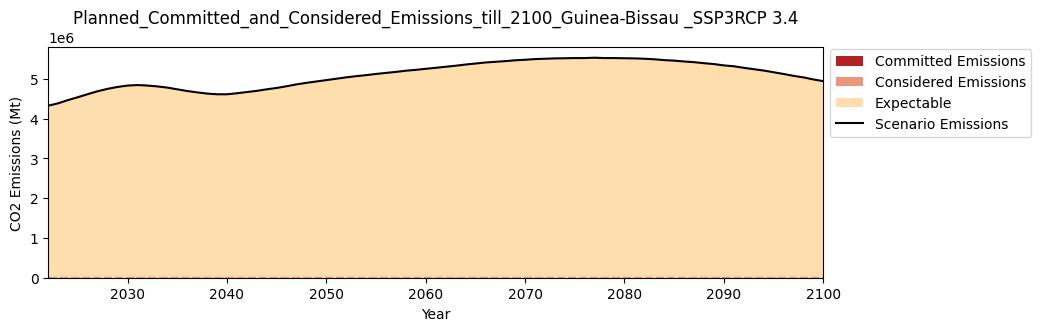 Planned_Committed_and_Considered_Emissions_till_2100_Guinea-Bissau _SSP3RCP 3.4
1e6
CO2 Emissions (Mt)
5
4
3
2
1
0
2030 2040 2050 2060 2070 2080 2090 2100
Year
Committed Emissions
Considered Emissions
Expectable
Scenario Emissions